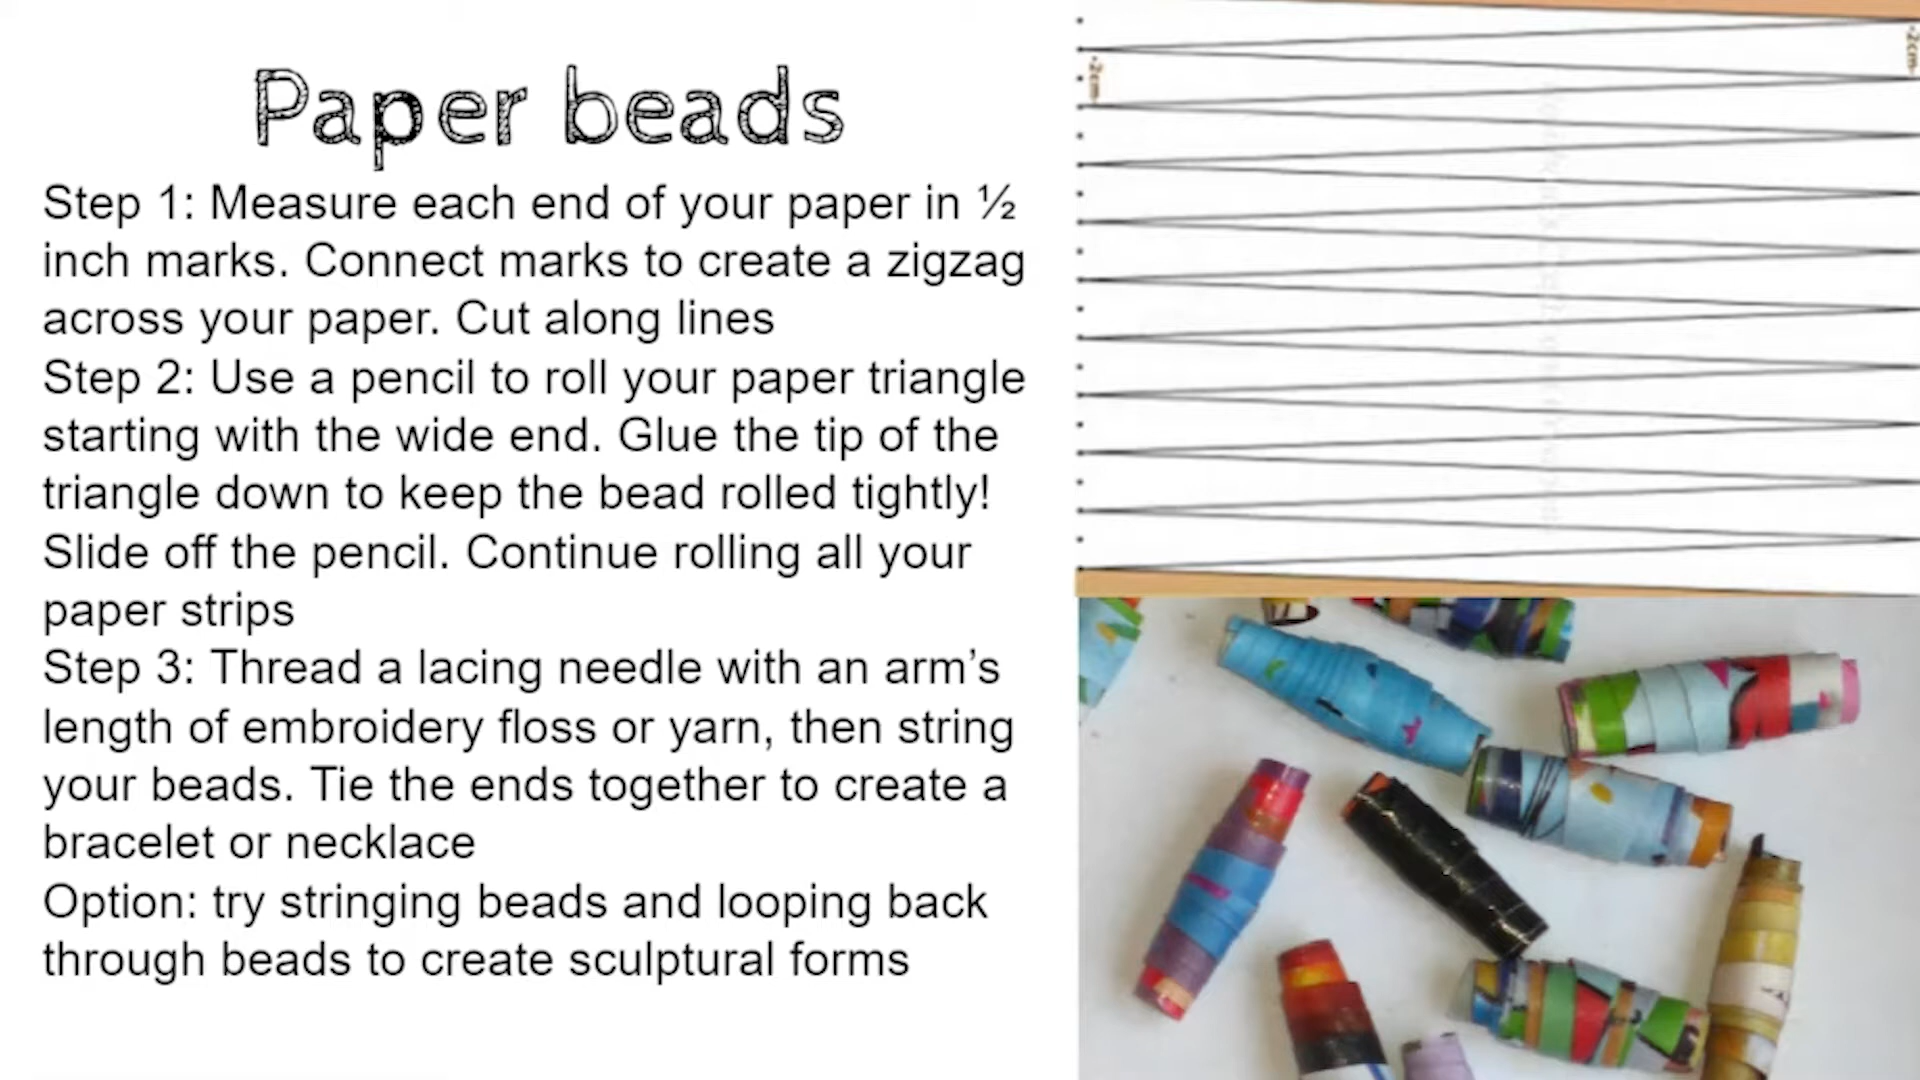 Paper beads
Step 1: Measure each end of your paper in ½
inch marks. Connect marks to create a zigzag
across your paper. Cut along lines
Step 2: Use a pencil to roll your paper triangle
starting with the wide end. Glue the tip of the
triangle down to keep the bead rolled tightly!
Slide off the pencil. Continue rolling all your
paper strips
Step 3: Thread a lacing needle with an arm’s
length of embroidery floss or yarn, then string
your beads. Tie the ends together to create a
bracelet or necklace
Option: try stringing beads and looping back
through beads to create sculptural forms
-2cm-
-2cm-